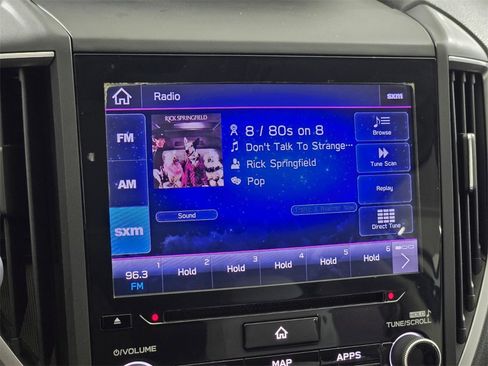 Radio
sxm
FM
AM
sxm
RICK SPRINGFIELD
8 / 80s on 8
Don't Talk To Strange...
Rick Springfield
Pop
Sound
Browse
Tune Scan
Replay
Direct Tune
1 2 3 4 5 6
96.3 FM
Hold Hold Hold Hold Hold
HOLD
TUNE/SCROLL
/VOLUME
MAP
APPS